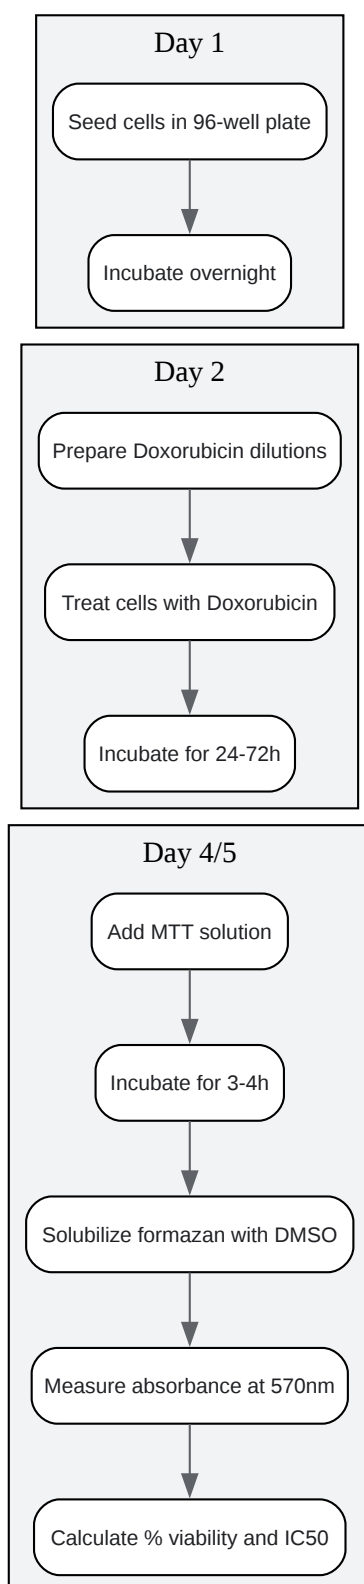 Day 1
Seed cells in 96-well plate
Incubate overnight
Day 2
Prepare Doxorubicin dilutions
Treat cells with Doxorubicin
Incubate for 24-72h
Day 4/5
Add MTT solution
Incubate for 3-4h
Solubilize formazan with DMSO
Measure absorbance at 570nm
Calculate % viability and IC50